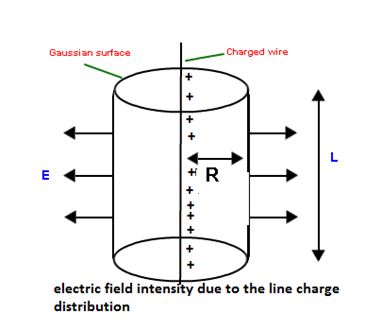 Gaussian surface
Charged wire
+
+
+
+
+
R
+
+
+
+
+
+
E
L
electric field intensity due to the line charge
distribution